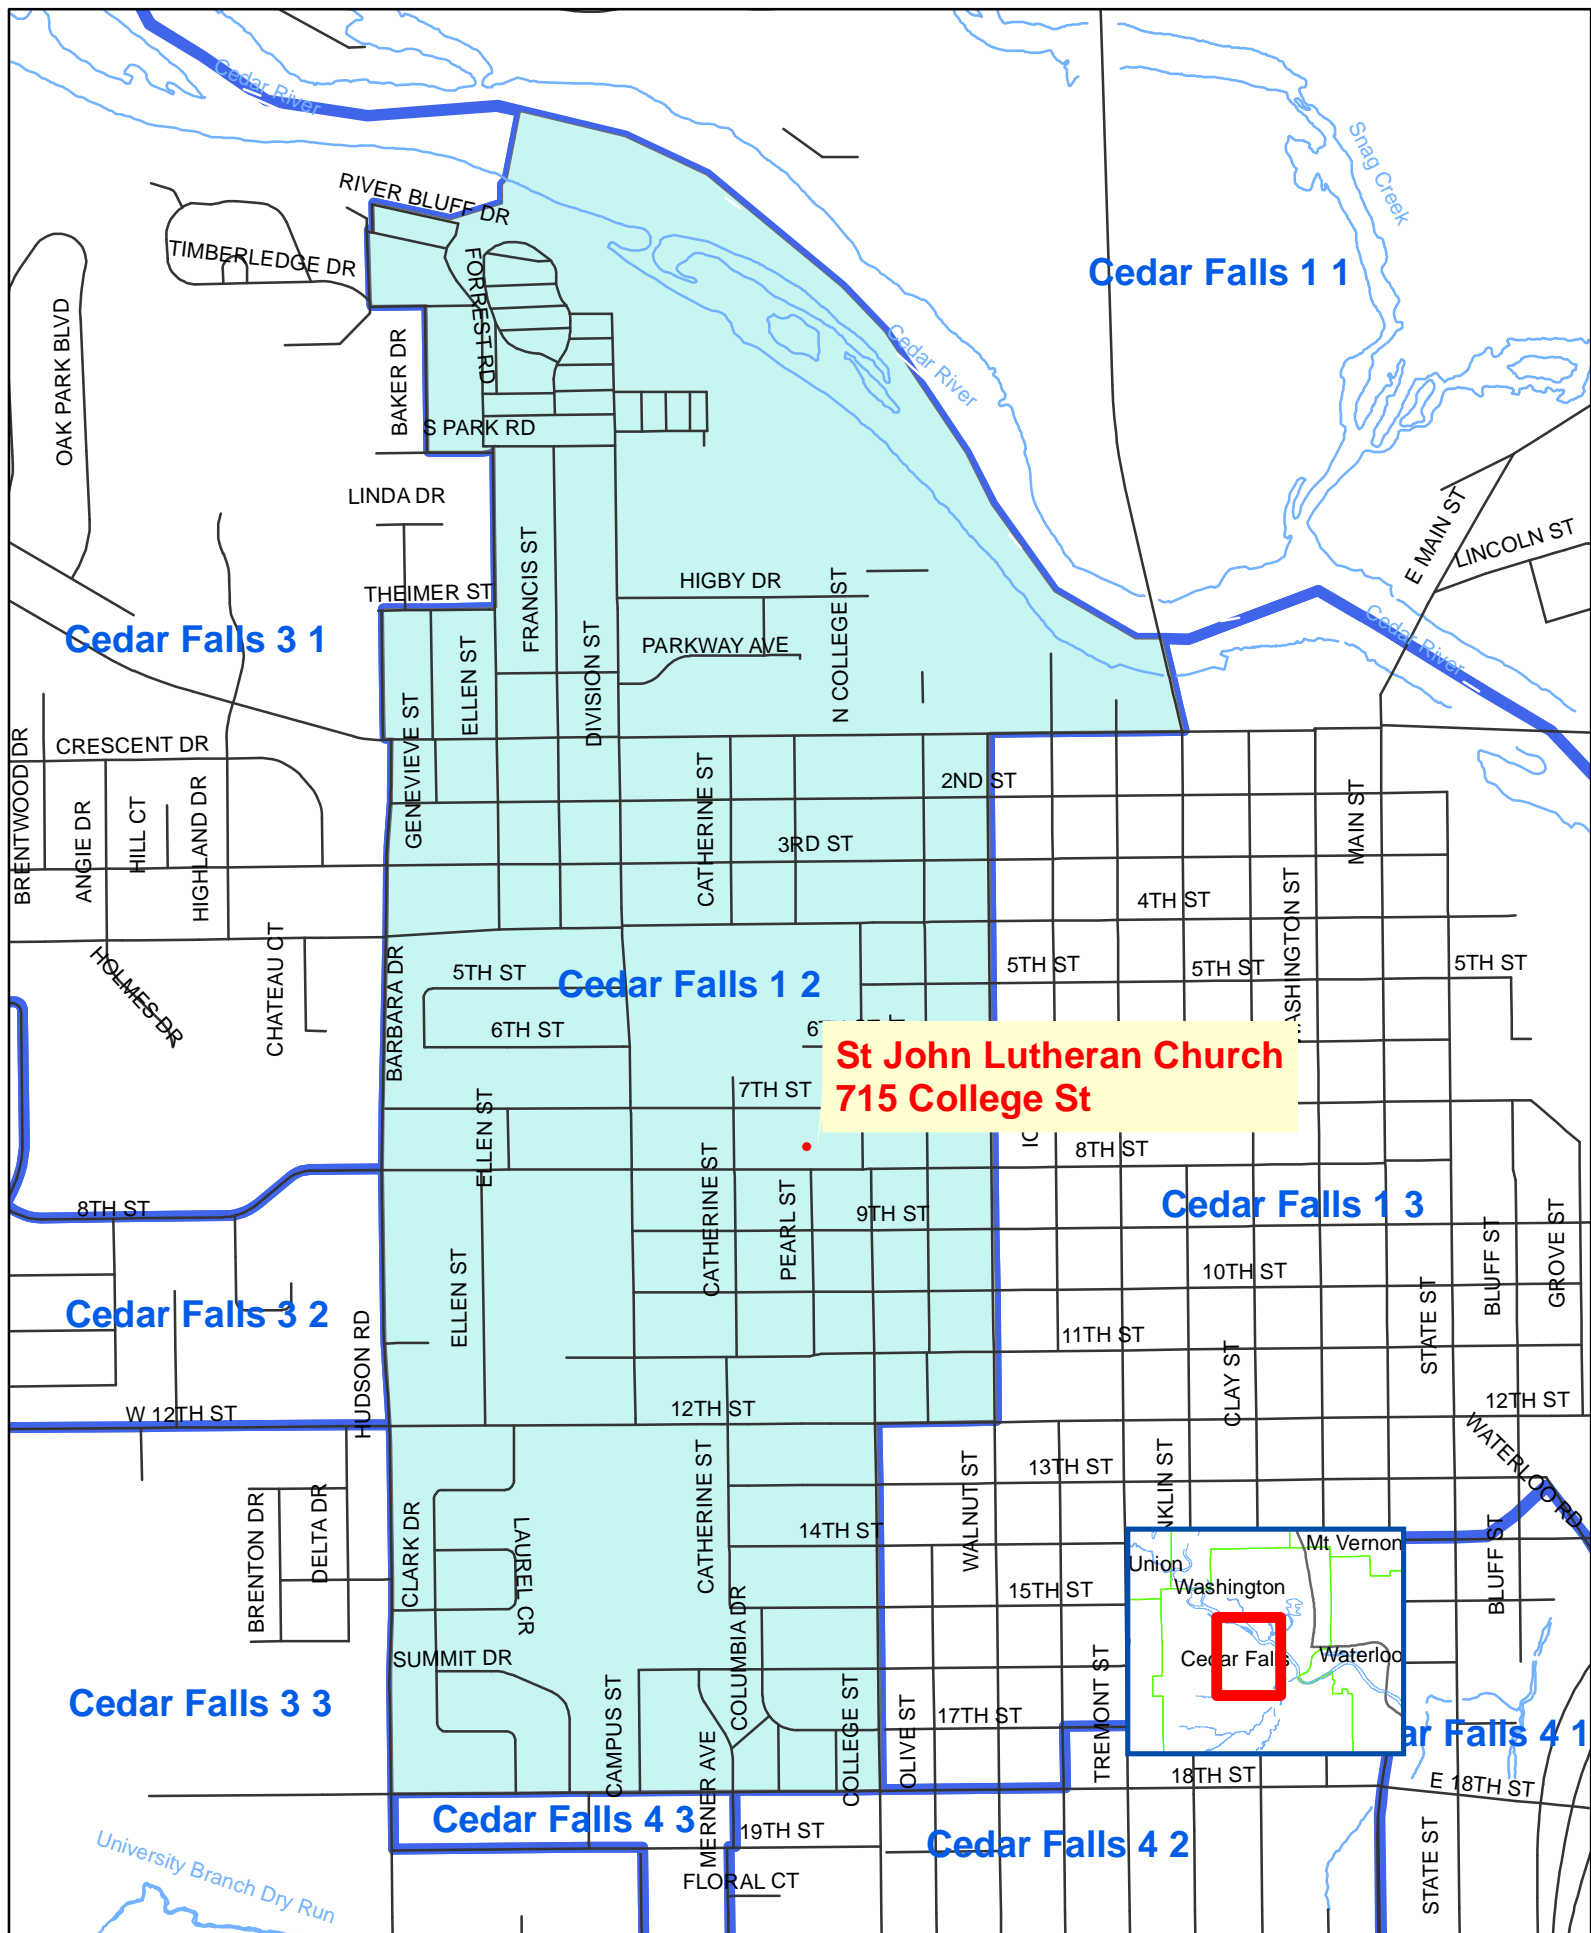 Cedar River
Snag Creek
RIVER BLUFF DR
TIMBERLEDGE DR
FORREST RD
Cedar Falls 1 1
OAK PARK BLVD
BAKER DR
Cedar River
S PARK RD
LINDA DR
E MAIN ST
LINCOLN ST
THEIMER ST
FRANCIS ST
HIGBY DR
N COLLEGE ST
Cedar Falls 3 1
ELLEN ST
DIVISION ST
PARKWAY AVE
Cedar River
GENEVIEVE ST
BRENTWOOD DR
CRESCENT DR
CATHERINE ST
2ND ST
MAIN ST
ANGIE DR
HILL CT
HIGHLAND DR
3RD ST
4TH ST
ASHINGTON ST
HOLMES DR
CHATEAU CT
BARBARA DR
5TH ST
Cedar Falls 1 2
5TH ST
5TH ST
5TH ST
6TH ST
St John Lutheran Church
715 College St
7TH ST
ELLEN ST
CATHERINE ST
8TH ST
8TH ST
PEARL ST
9TH ST
Cedar Falls 1 3
BLUFF ST
GROVE ST
ELLEN ST
10TH ST
Cedar Falls 3 2
HUDSON RD
11TH ST
STATE ST
CLAY ST
W 12TH ST
12TH ST
12TH ST
WATERLOO RD
CATHERINE ST
WALNUT ST
13TH ST
NKLIN ST
BRENTON DR
DELTA DR
CLARK DR
LAUREL CR
14TH ST
BLUFF ST
Mt Vernon
Union
Washington
15TH ST
COLUMBIA DR
SUMMIT DR
Cedar Falls
Waterloo
TREMONT ST
Cedar Falls 3 3
CAMPUS ST
MERNER AVE
COLLEGE ST
OLIVE ST
17TH ST
ar Falls 4 1
18TH ST
E 18TH ST
Cedar Falls 4 3
19TH ST
Cedar Falls 4 2
STATE ST
University Branch Dry Run
FLORAL CT